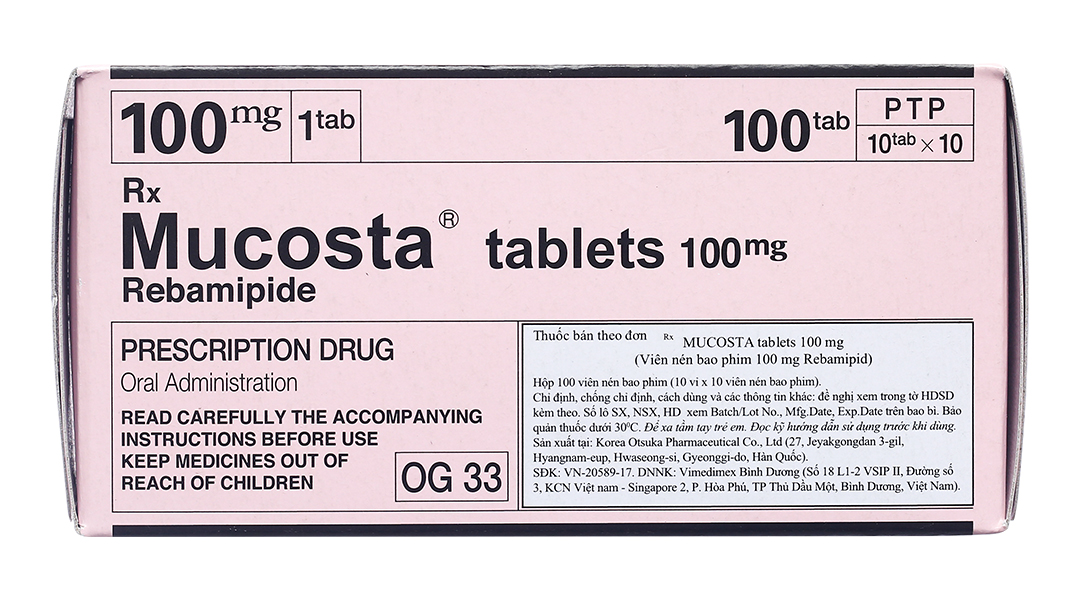 100mg 1tab
100tab PTP
10tab × 10
Rx
Mucosta® tablets 100mg
Rebamipide
PRESCRIPTION DRUG
Oral Administration
READ CAREFULLY THE ACCOMPANYING
INSTRUCTIONS BEFORE USE
KEEP MEDICINES OUT OF
REACH OF CHILDREN
OG 33
Thuốc bán theo đơn Rx MUCOSTA tablets 100 mg
(Viên nén bao phim 100 mg Rebamipid)
Hộp 100 viên nén bao phim (10 vỉ x 10 viên nén bao phim).
Chỉ định, chống chỉ định, cách dùng và các thông tin khác: đề nghị xem trong tờ HDSD
kèm theo. Số lô SX, NSX, HD xem Batch/Lot No., Mfg.Date, Exp.Date trên bao bì. Bảo
quản thuốc dưới 30⁰C. Để xa tầm tay trẻ em. Đọc kỹ hướng dẫn sử dụng trước khi dùng.
Sản xuất tại: Korea Otsuka Pharmaceutical Co., Ltd (27, Jeyakgongdan 3-gil,
Hyangnam-eup, Hwaseong-si, Gyeonggi-do, Hàn Quốc).
SĐK: VN-20589-17. DNNK: Vimedimex Bình Dương (Số 18 L1-2 VSIP II, Đường số
3, KCN Việt nam - Singapore 2, P. Hòa Phú, TP Thủ Dầu Một, Bình Dương, Việt Nam).